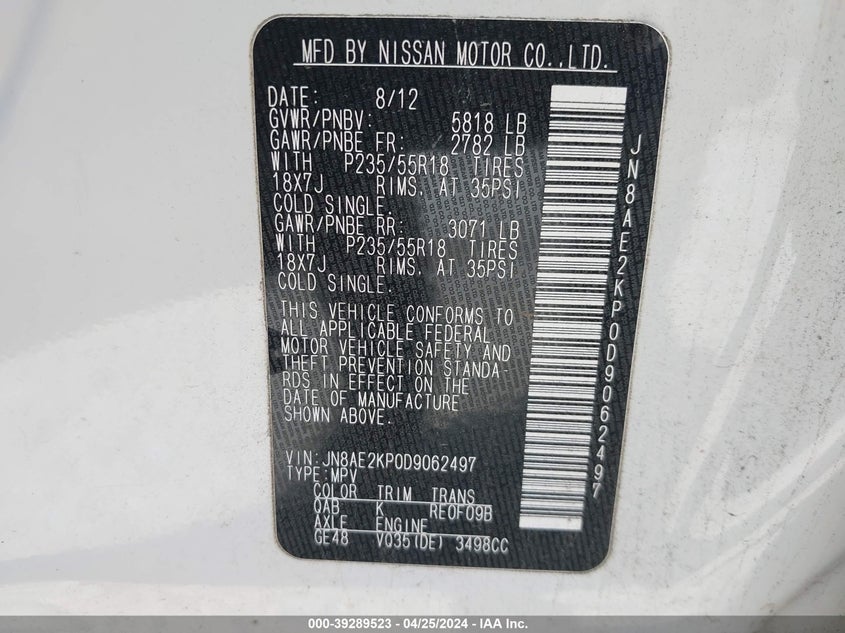 MFD BY NISSAN MOTOR CO.,LTD.
DATE: 8/12
GVWR/PNBV: 5818 LB
GAWR/PNBE FR: 2782 LB
WITH P235/55R18 TIRES
18X7J RIMS, AT 35PSI
COLD SINGLE.
GAWR/PNBE RR: 3071 LB
WITH P235/55R18 TIRES
18X7J RIMS, AT 35PSI
COLD SINGLE.
THIS VEHICLE CONFORMS TO
ALL APPLICABLE FEDERAL
MOTOR VEHICLE SAFETY AND
THEFT PREVENTION STANDA-
RDS IN EFFECT ON THE
DATE OF MANUFACTURE
SHOWN ABOVE.
VIN:JN8AE2KP0D9062497
TYPE:MPV
COLOR TRIM TRANS
QAB K RE0F09B
AXLE ENGINE
GE48 VQ35(DE) 3498CC
JN8AE2KP0D9062497
000-39289523 - 04/25/2024 - IAA Inc.